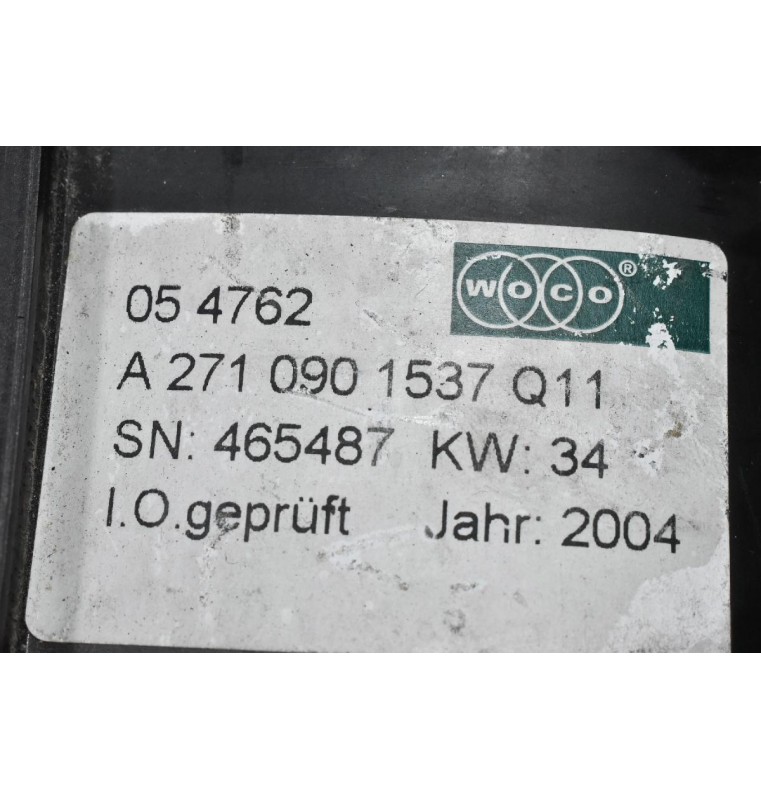 WOCO ®
05 4762
A 271 090 1537 Q11
SN: 465487 KW: 34
I.O.geprüft Jahr: 2004